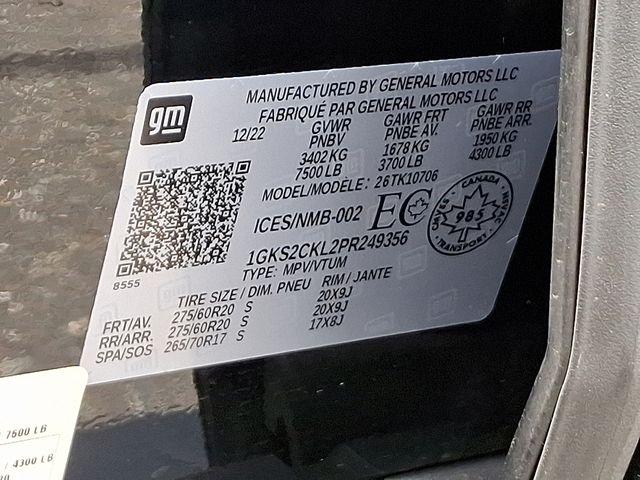 gm
MANUFACTURED BY GENERAL MOTORS LLC
FABRIQUÉ PAR GENERAL MOTORS LLC
12/22 GVWR GAWR FRT GAWR RR
PNBV PNBE AV. PNBE ARR.
3402 KG 1678 KG 1950 KG
7500 LB 3700 LB 4300 LB
MODEL/MODÈLE: 26TK10706
ICES/NMB-002 EC
CANADA
985
TRANSPORT
1GKS2CKL2PR249356
TYPE: MPV/VTUM
8555
TIRE SIZE / DIM. PNEU RIM / JANTE
FRT/AV. 275/60R20 S 20X9J
RR/ARR. 275/60R20 S 20X9J
SPA/SOS 265/70R17 S 17X8J
7500 LB
/ 4300 LB